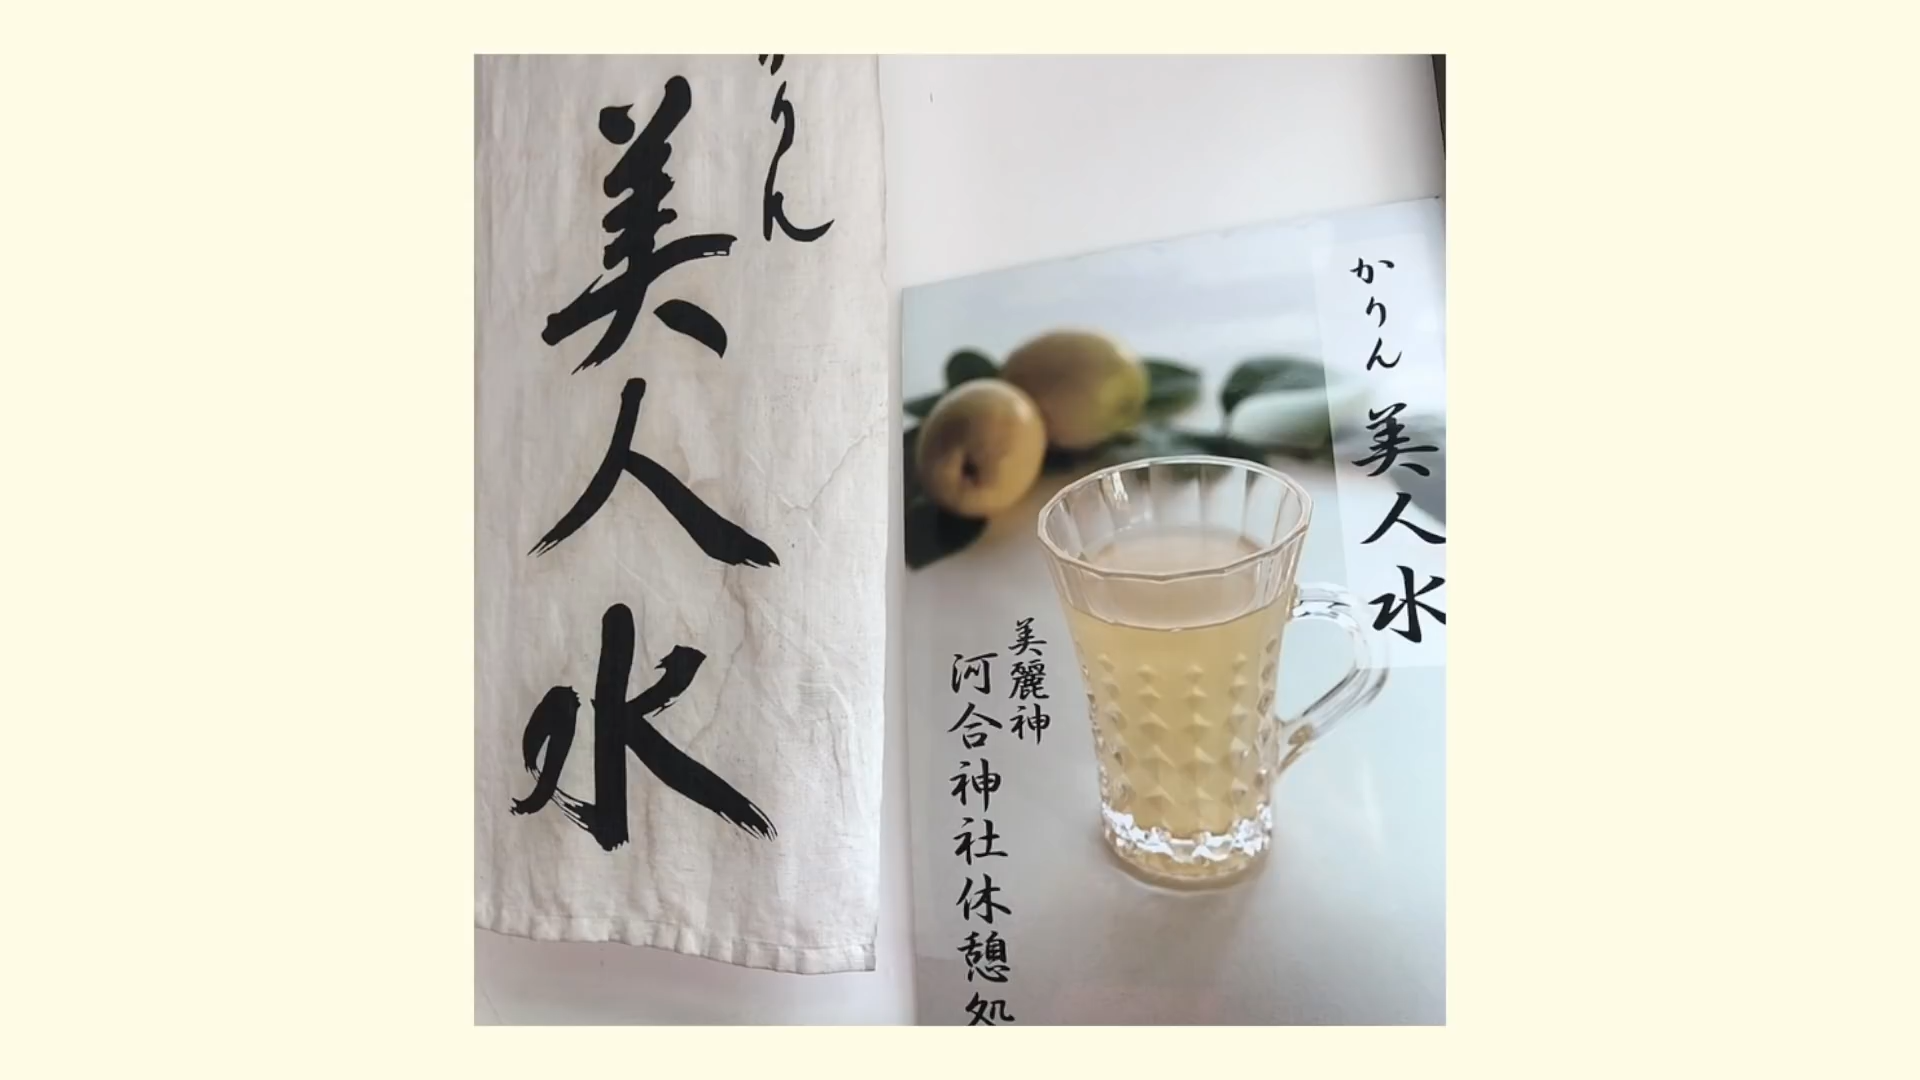 かりん
美人水
かりん 美人水
美麗神
河合神社休憩処